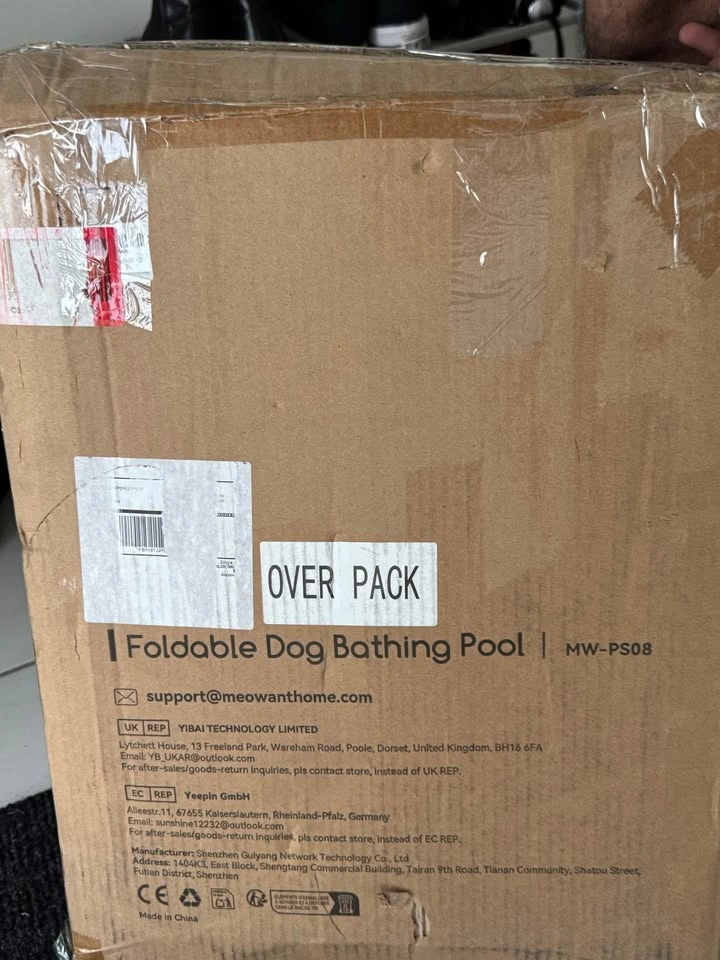 OVER PACK
Foldable Dog Bathing Pool | MW-PS08
support@meowanthome.com
UK REP YIBAI TECHNOLOGY LIMITED
Lytchett House, 13 Freeland Park, Wareham Road, Poole, Dorset, United Kingdom, BH16 6FA
Email: YB_UKAR@outlook.com
For after-sales/goods-return inquiries, pls contact store, instead of UK REP.
EC REP Yeepin GmbH
Alleestr.11, 67655 Kaiserslautern, Rheinland-Pfalz, Germany
Email: sunshine12232@outlook.com
For after-sales/goods-return inquiries, pls contact store, instead of EC REP.
Manufacturer: Shenzhen Guiyang Network Technology Co., Ltd
Address: 1404K3, East Block, Shengtang Commercial Building, Tairan 9th Road, Tianan Community, Shatou Street,
Futian District, Shenzhen
CE
Made in China